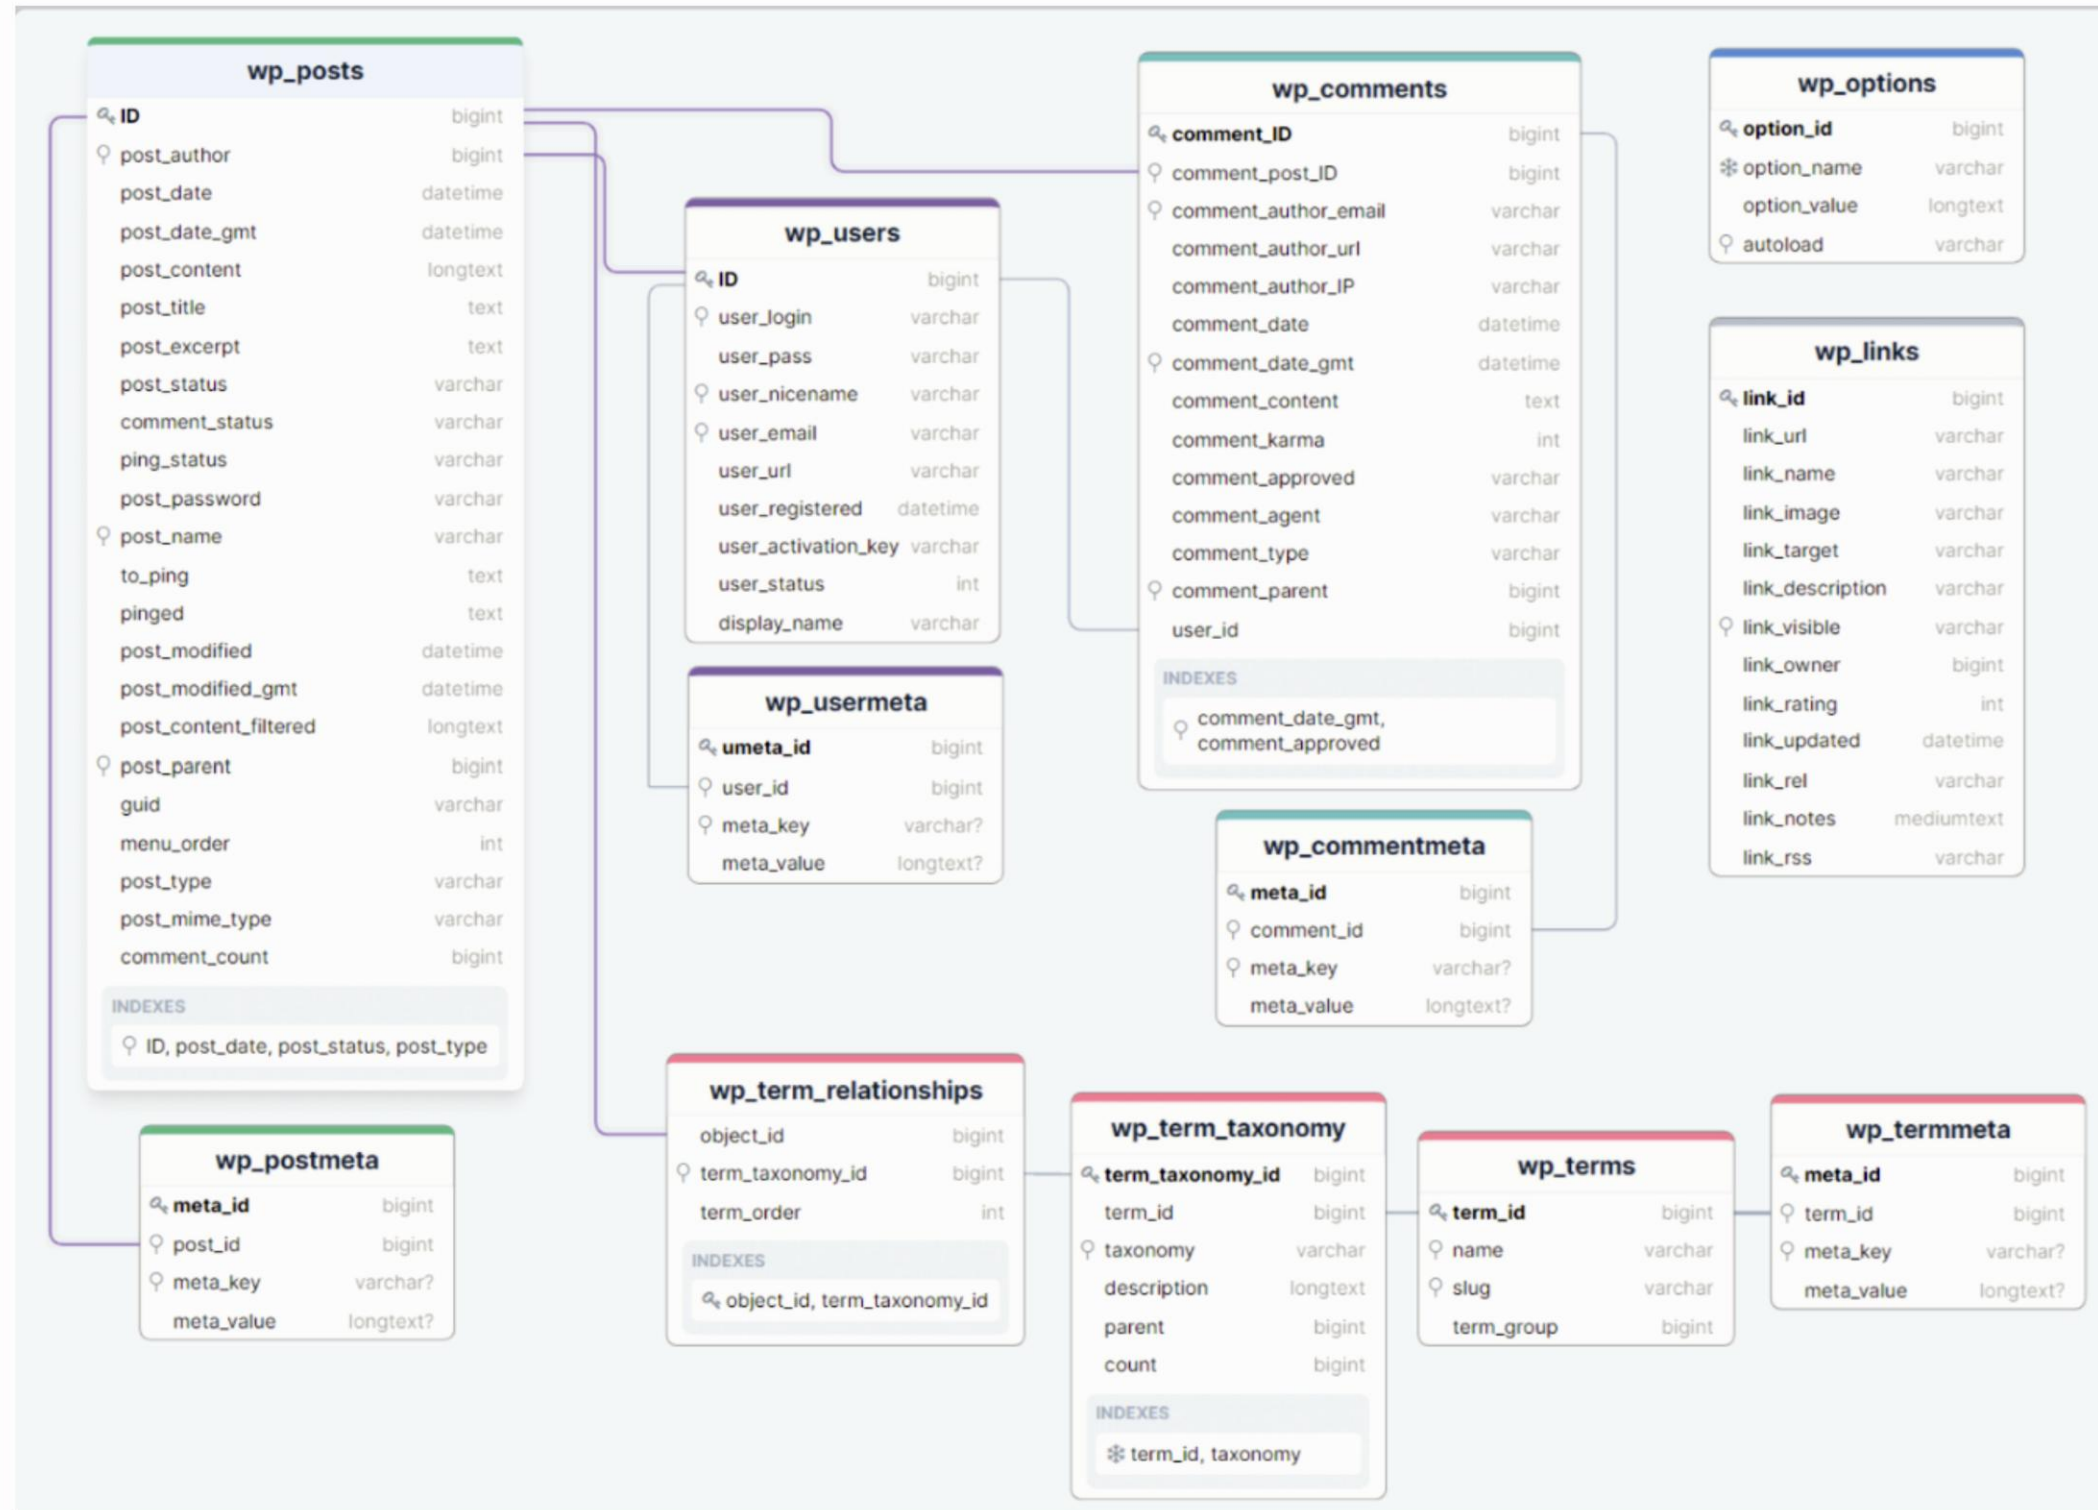 wp_posts
ID bigint
post_author bigint
post_date datetime
post_date_gmt datetime
post_content longtext
post_title text
post_excerpt text
post_status varchar
comment_status varchar
ping_status varchar
post_password varchar
post_name varchar
to_ping text
pinged text
post_modified datetime
post_modified_gmt datetime
post_content_filtered longtext
post_parent bigint
guid varchar
menu_order int
post_type varchar
post_mime_type varchar
comment_count bigint
INDEXES
ID, post_date, post_status, post_type
wp_postmeta
meta_id bigint
post_id bigint
meta_key varchar?
meta_value longtext?
wp_users
ID bigint
user_login varchar
user_pass varchar
user_nicename varchar
user_email varchar
user_url varchar
user_registered datetime
user_activation_key varchar
user_status int
display_name varchar
wp_usermeta
umeta_id bigint
user_id bigint
meta_key varchar?
meta_value longtext?
wp_term_relationships
object_id bigint
term_taxonomy_id bigint
term_order int
INDEXES
object_id, term_taxonomy_id
wp_comments
comment_ID bigint
comment_post_ID bigint
comment_author_email varchar
comment_author_url varchar
comment_author_IP varchar
comment_date datetime
comment_date_gmt datetime
comment_content text
comment_karma int
comment_approved varchar
comment_agent varchar
comment_type varchar
comment_parent bigint
user_id bigint
INDEXES
comment_date_gmt,
comment_approved
wp_commentmeta
meta_id bigint
comment_id bigint
meta_key varchar?
meta_value longtext?
wp_term_taxonomy
term_taxonomy_id bigint
term_id bigint
taxonomy varchar
description longtext
parent bigint
count bigint
INDEXES
term_id, taxonomy
wp_terms
term_id bigint
name varchar
slug varchar
term_group bigint
wp_options
option_id bigint
option_name varchar
option_value longtext
autoload varchar
wp_links
link_id bigint
link_url varchar
link_name varchar
link_image varchar
link_target varchar
link_description varchar
link_visible varchar
link_owner bigint
link_rating int
link_updated datetime
link_rel varchar
link_notes mediumtext
link_rss varchar
wp_termmeta
meta_id bigint
term_id bigint
meta_key varchar?
meta_value longtext?